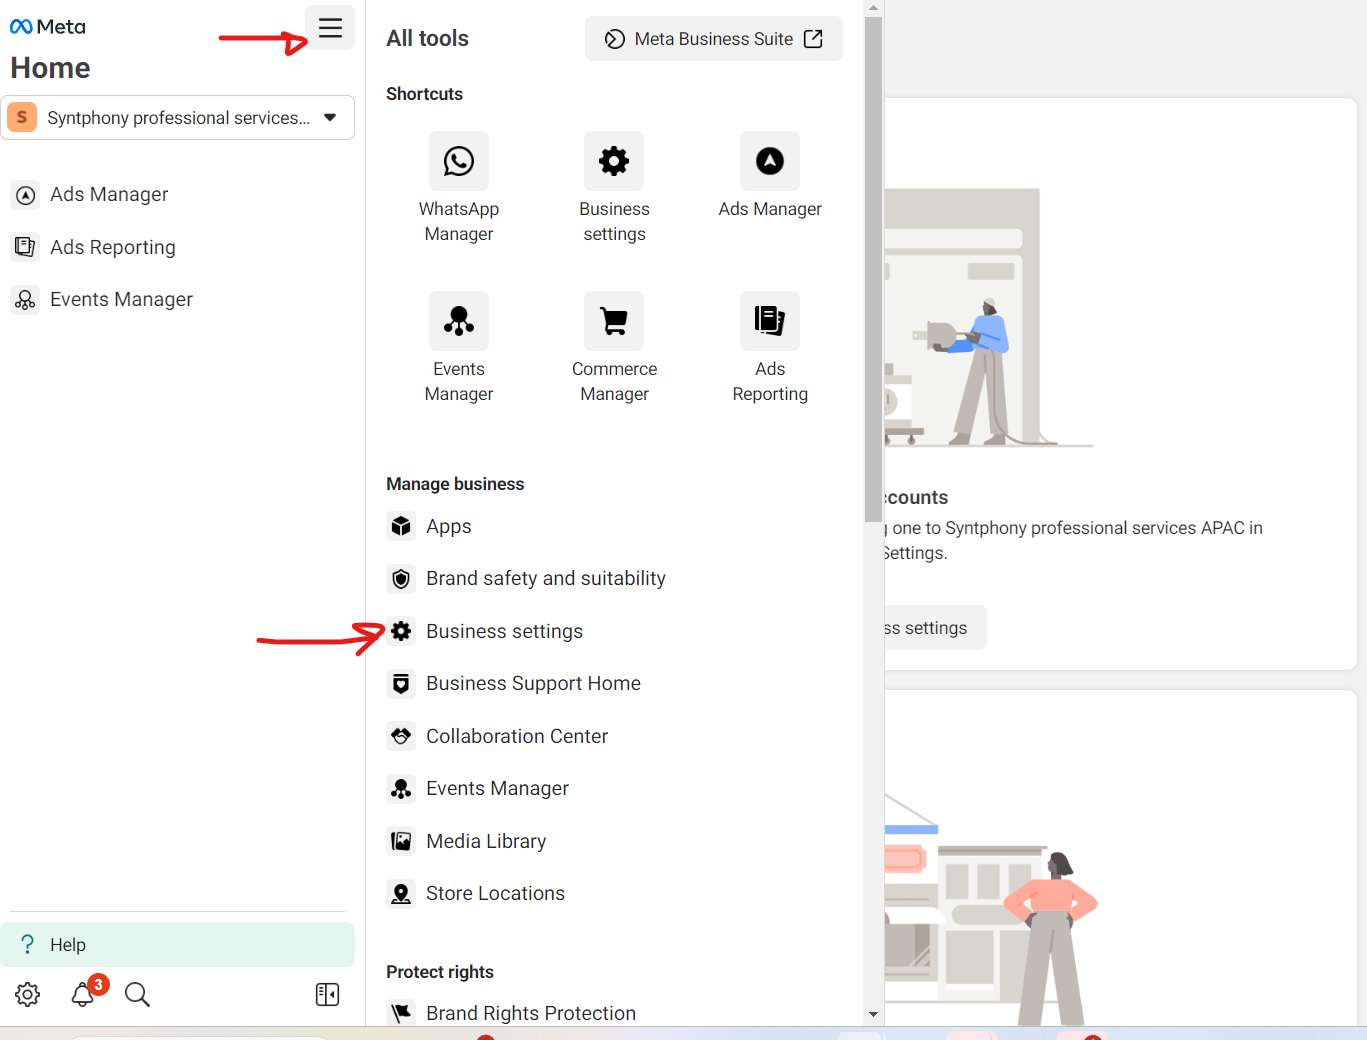 Meta
Home
S Syntphony professional services...
Ads Manager
Ads Reporting
Events Manager
? Help
3
All tools
Meta Business Suite
Shortcuts
WhatsApp
Manager
Business
settings
Ads Manager
Events
Manager
Commerce
Manager
Ads
Reporting
Manage business
Apps
Brand safety and suitability
Business settings
Business Support Home
Collaboration Center
Events Manager
Media Library
Store Locations
Protect rights
Brand Rights Protection
counts
one to Syntphony professional services APAC in
Settings.
ss settings